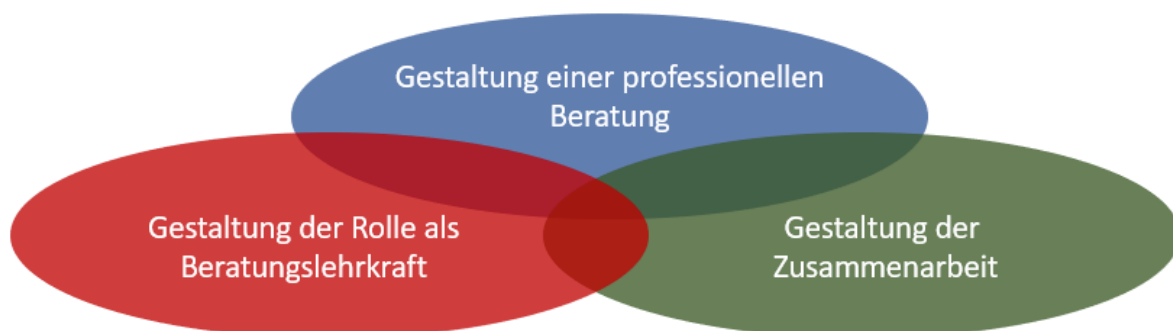 Gestaltung einer professionellen
Beratung
Gestaltung der Rolle als
Beratungslehrkraft
Gestaltung der
Zusammenarbeit